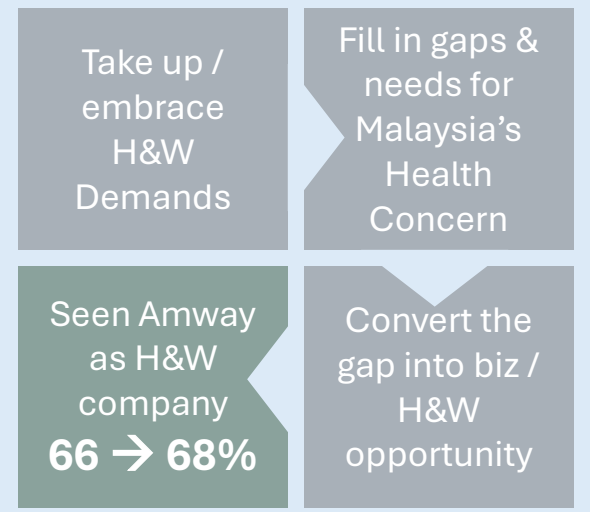 Take up /
embrace
H&W
Demands
Fill in gaps &
needs for
Malaysia’s
Health
Concern
Seen Amway
as H&W
company
66 → 68%
Convert the
gap into biz /
H&W
opportunity